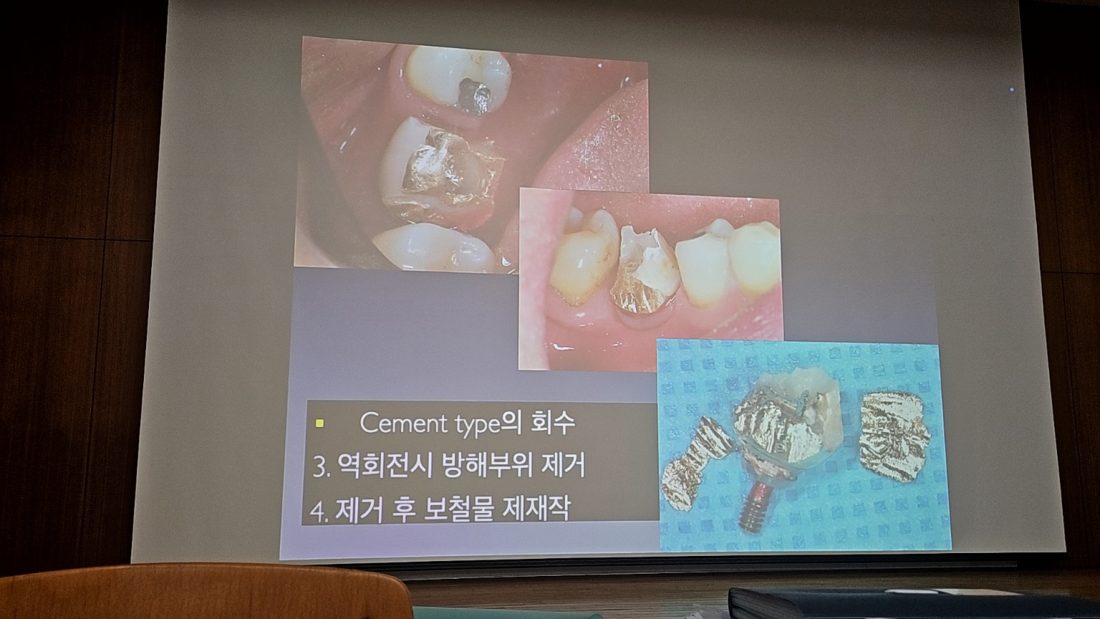 Cement type의 회수
3. 역회전시 방해부위 제거
4. 제거 후 보철물 제재작